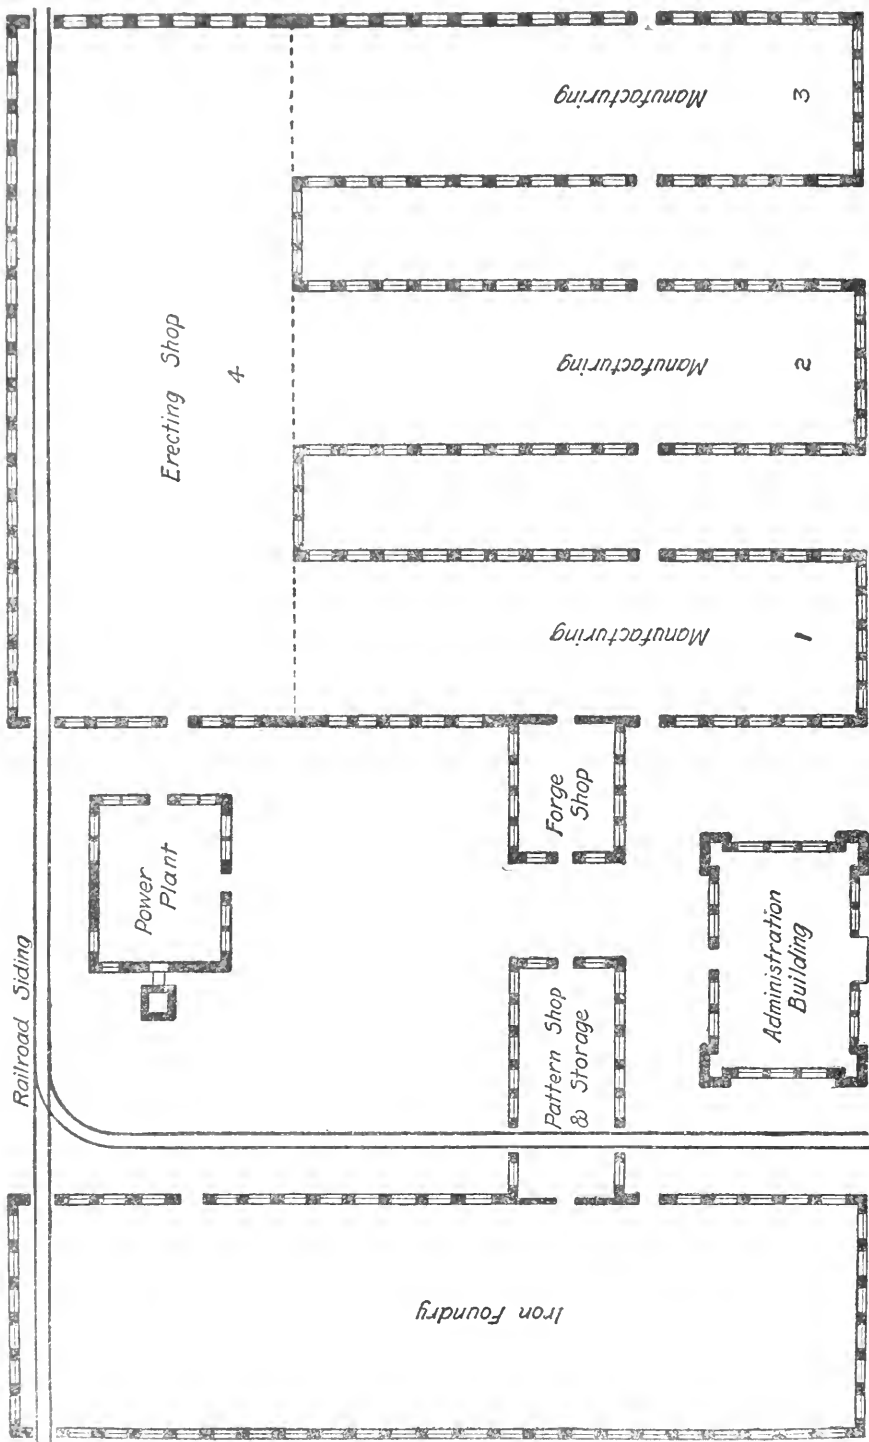 Manufacturing
3
Manufacturing
2
Erecting Shop
4
Manufacturing
1
Forge
Shop
Power
Plant
Railroad Siding
Pattern Shop
& Storage
Administration
Building
Iron Foundry